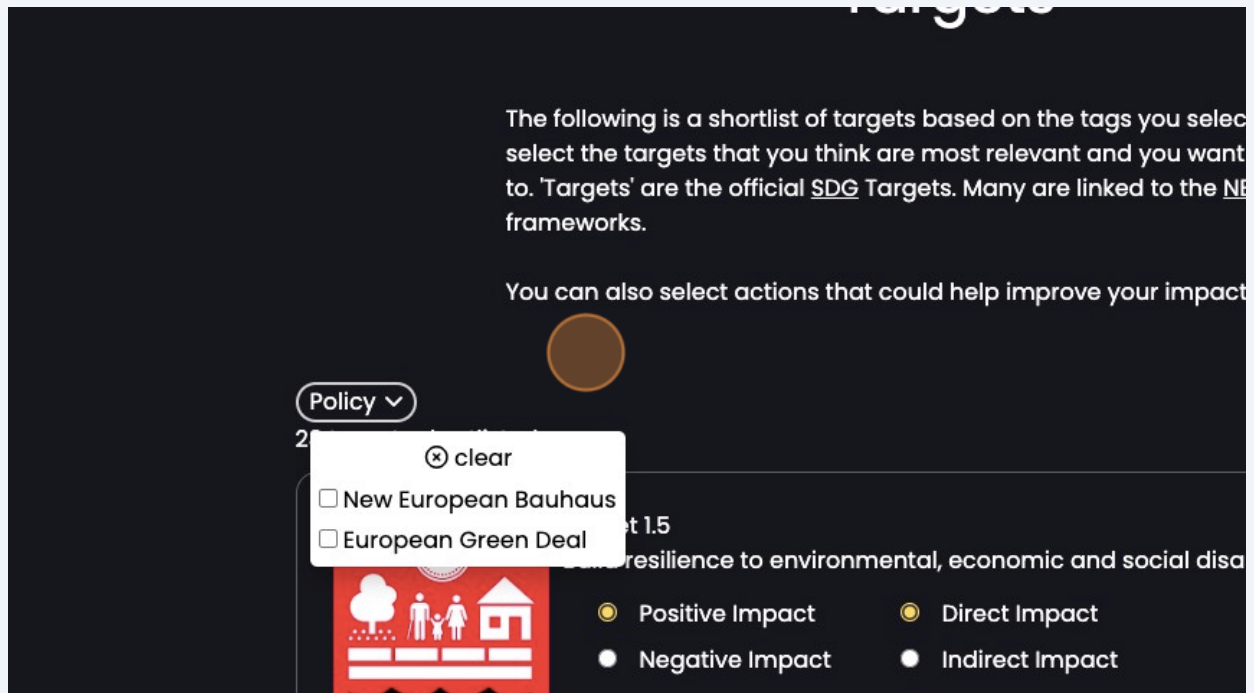 Targets
The following is a shortlist of targets based on the tags you selec
select the targets that you think are most relevant and you want
to. 'Targets' are the official SDG Targets. Many are linked to the NE
frameworks.
You can also select actions that could help improve your impact
Policy
clear
New European Bauhaus
European Green Deal
1.5
resilience to environmental, economic and social disa
Positive Impact Direct Impact
Negative Impact Indirect Impact